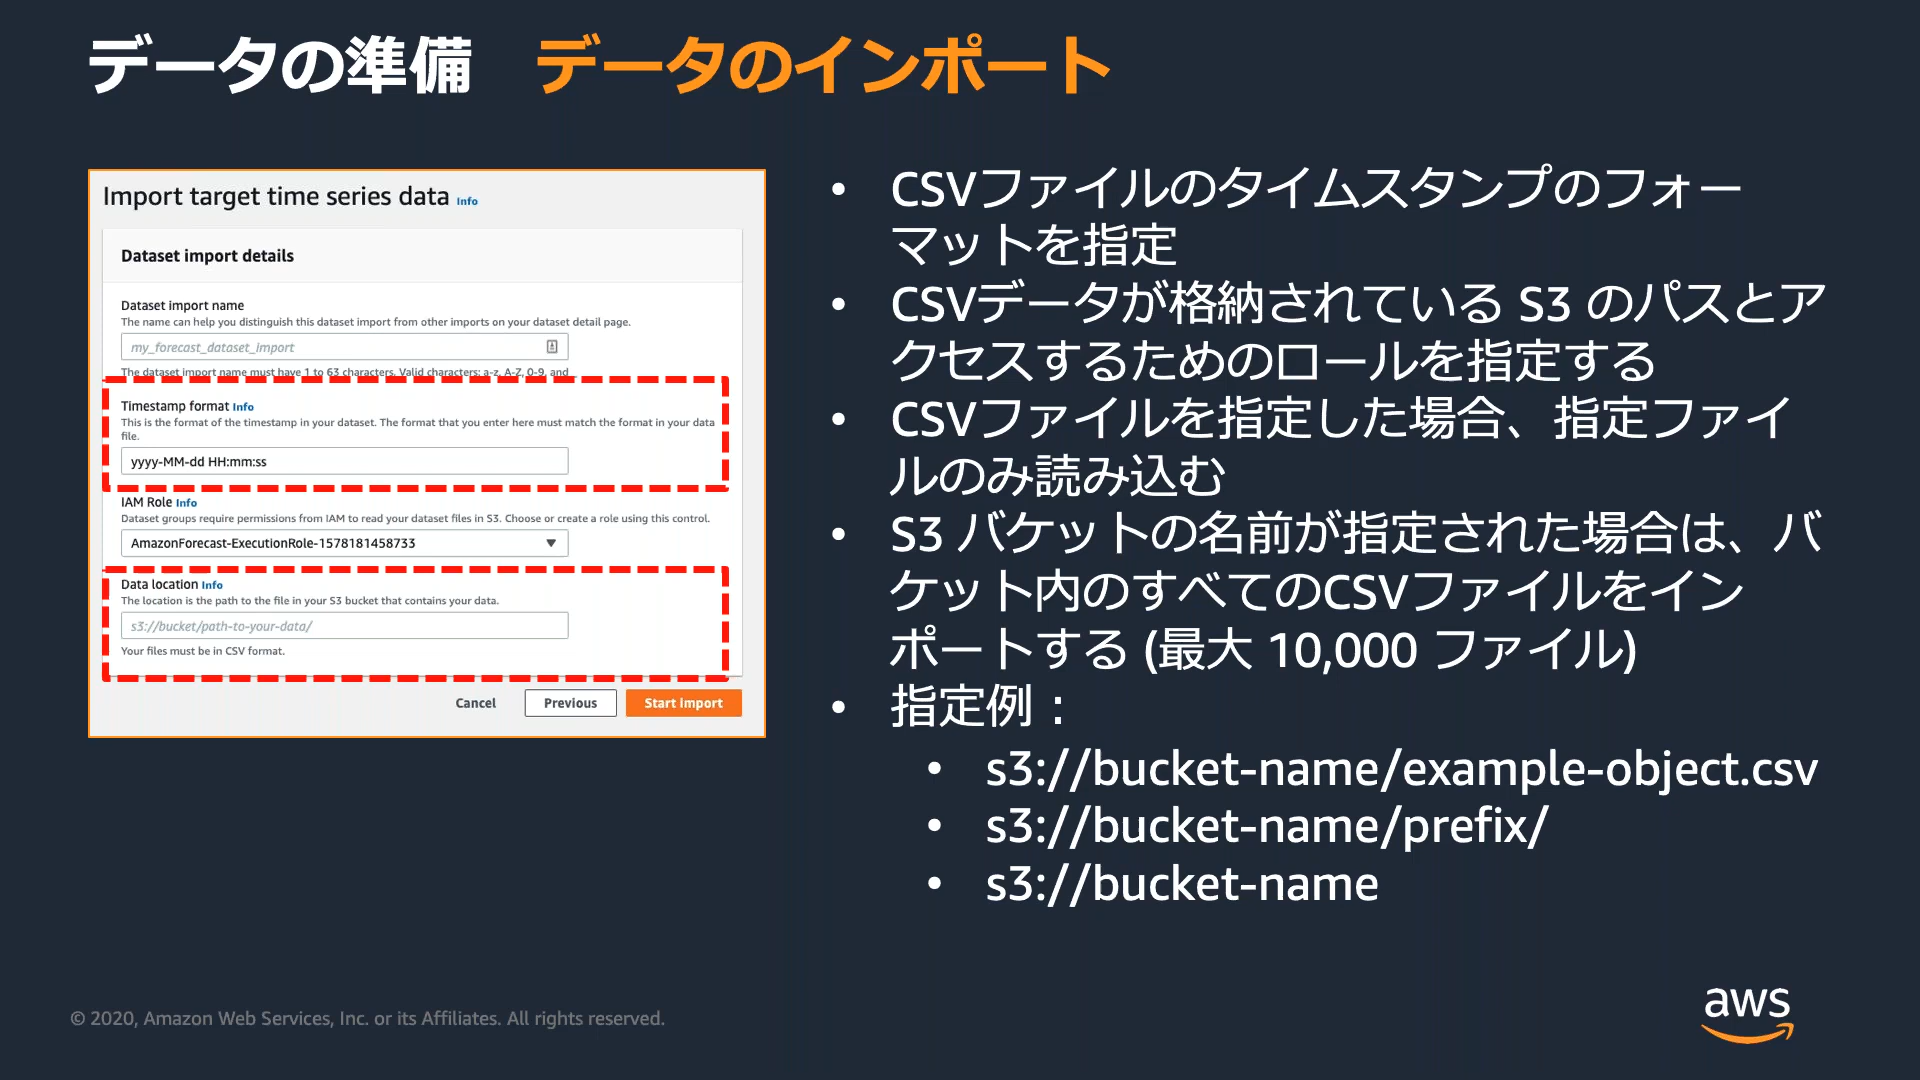 データの準備　データのインポート
Import target time series data Info
Dataset import details
Dataset import name
The name can help you distinguish this dataset import from other imports on your dataset detail page.
my_forecast_dataset_import
The dataset import name must have 1 to 63 characters. Valid characters: a-z, A-Z, 0-9, and _
Timestamp format Info
This is the format of the timestamp in your dataset. The format that you enter here must match the format in your data
file.
yyyy-MM-dd HH:mm:ss
IAM Role Info
Dataset groups require permissions from IAM to read your dataset files in S3. Choose or create a role using this control.
AmazonForecast-ExecutionRole-1578181458733
Data location Info
The location is the path to the file in your S3 bucket that contains your data.
s3://bucket/path-to-your-data/
Your files must be in CSV format.
Cancel Previous Start import
• CSVファイルのタイムスタンプのフォー
マットを指定
• CSVデータが格納されている S3 のパスとア
クセスするためのロールを指定する
• CSVファイルを指定した場合、指定ファイ
ルのみ読み込む
• S3 バケットの名前が指定された場合は、バ
ケット内のすべてのCSVファイルをイン
ポートする (最大 10,000 ファイル)
• 指定例：
• s3://bucket-name/example-object.csv
• s3://bucket-name/prefix/
• s3://bucket-name
© 2020, Amazon Web Services, Inc. or its Affiliates. All rights reserved.
aws